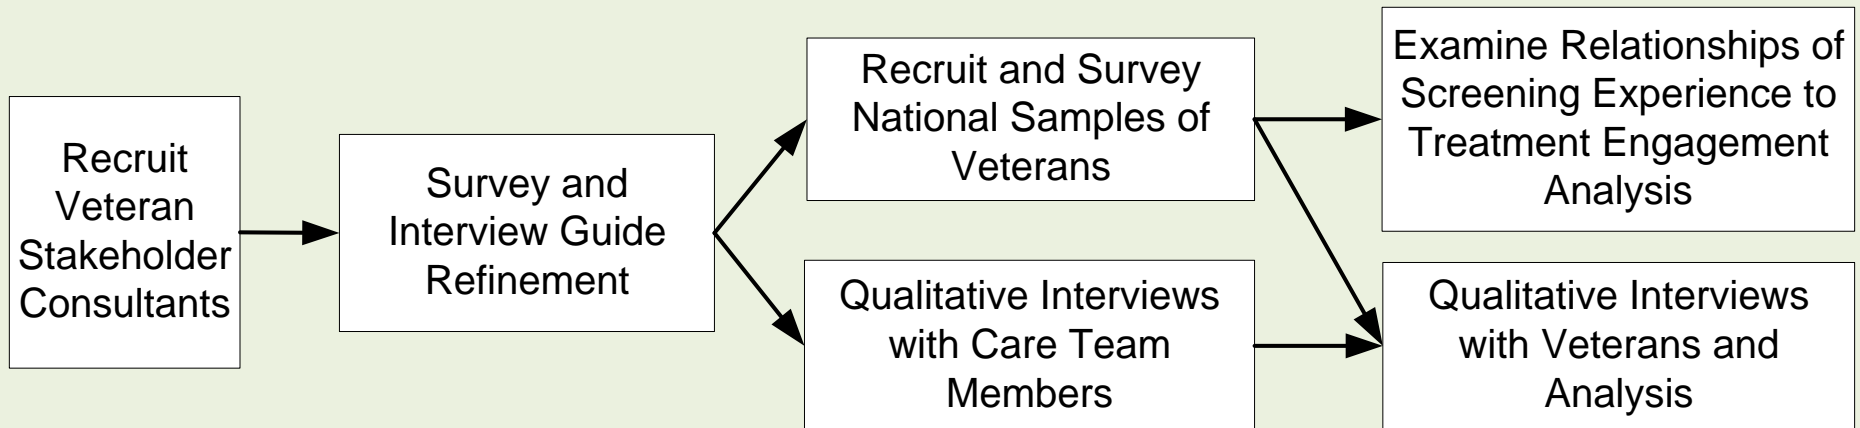 Recruit
Veteran
Stakeholder
Consultants
Survey and
Interview Guide
Refinement
Recruit and Survey
National Samples of
Veterans
Qualitative Interviews
with Care Team
Members
Examine Relationships of
Screening Experience to
Treatment Engagement
Analysis
Qualitative Interviews
with Veterans and
Analysis